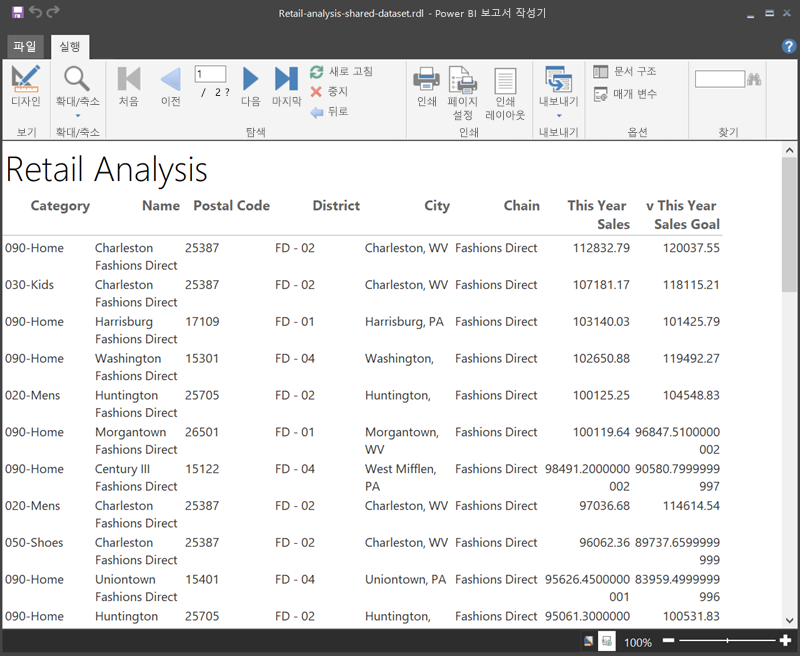 Retail-analysis-shared-dataset.rdl - Power BI 보고서 작성기
파일 실행
디자인 확대/축소 처음 이전 1 / 2 ? 다음 마지막 새로 고침 중지 뒤로 인쇄 페이지 설정 인쇄 레이아웃 내보내기 문서 구조 매개 변수
보기 확대/축소 탐색 인쇄 내보내기 옵션 찾기
Retail Analysis
Category Name Postal Code District City Chain This Year v This Year
Sales Sales Goal
090-Home Charleston 25387 FD - 02 Charleston, WV Fashions Direct 112832.79 120037.55
Fashions Direct
030-Kids Charleston 25387 FD - 02 Charleston, WV Fashions Direct 107181.17 118115.21
Fashions Direct
090-Home Harrisburg 17109 FD - 01 Harrisburg, PA Fashions Direct 103140.03 101425.79
Fashions Direct
090-Home Washington 15301 FD - 04 Washington, Fashions Direct 102650.88 119492.27
Fashions Direct
020-Mens Huntington 25705 FD - 02 Huntington, Fashions Direct 100125.25 104548.83
Fashions Direct
090-Home Morgantown 26501 FD - 01 Morgantown, Fashions Direct 100119.64 96847.5100000
Fashions Direct WV 002
090-Home Century III 15122 FD - 04 West Mifflen, Fashions Direct 98491.2000000 90580.7999999
Fashions Direct PA 002 997
020-Mens Charleston 25387 FD - 02 Charleston, WV Fashions Direct 97036.68 114614.54
Fashions Direct
050-Shoes Charleston 25387 FD - 02 Charleston, WV Fashions Direct 96062.36 89737.6599999
Fashions Direct 999
090-Home Uniontown 15401 FD - 04 Uniontown, PA Fashions Direct 95626.4500000 83959.4999999
Fashions Direct 001 996
090-Home Huntington 25705 FD - 02 Huntington, Fashions Direct 95061.3000000 100531.83
100%